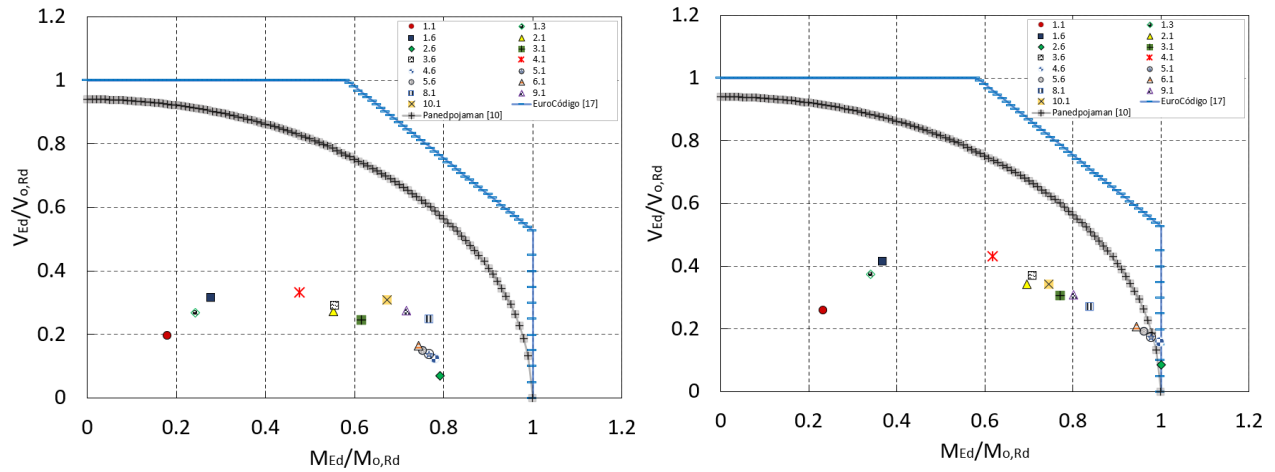 1.2
1
0.8
0.6
0.4
0.2
0
VEd/Vo,Rd
0 0.2 0.4 0.6 0.8 1 1.2
MEd/Mo,Rd
1.1 1.3
1.6 2.1
2.6 3.1
3.6 4.1
4.6 5.1
5.6 6.1
8.1 9.1
10.1 EuroCódigo [17]
Panedpojaman [10]
1.2
1
0.8
0.6
0.4
0.2
0
VEd/Vo,Rd
0 0.2 0.4 0.6 0.8 1 1.2
MEd/Mo,Rd
1.1 1.3
1.6 2.1
2.6 3.1
3.6 4.1
4.6 5.1
5.6 6.1
8.1 9.1
10.1 EuroCódigo [17]
Panedpojaman [10]